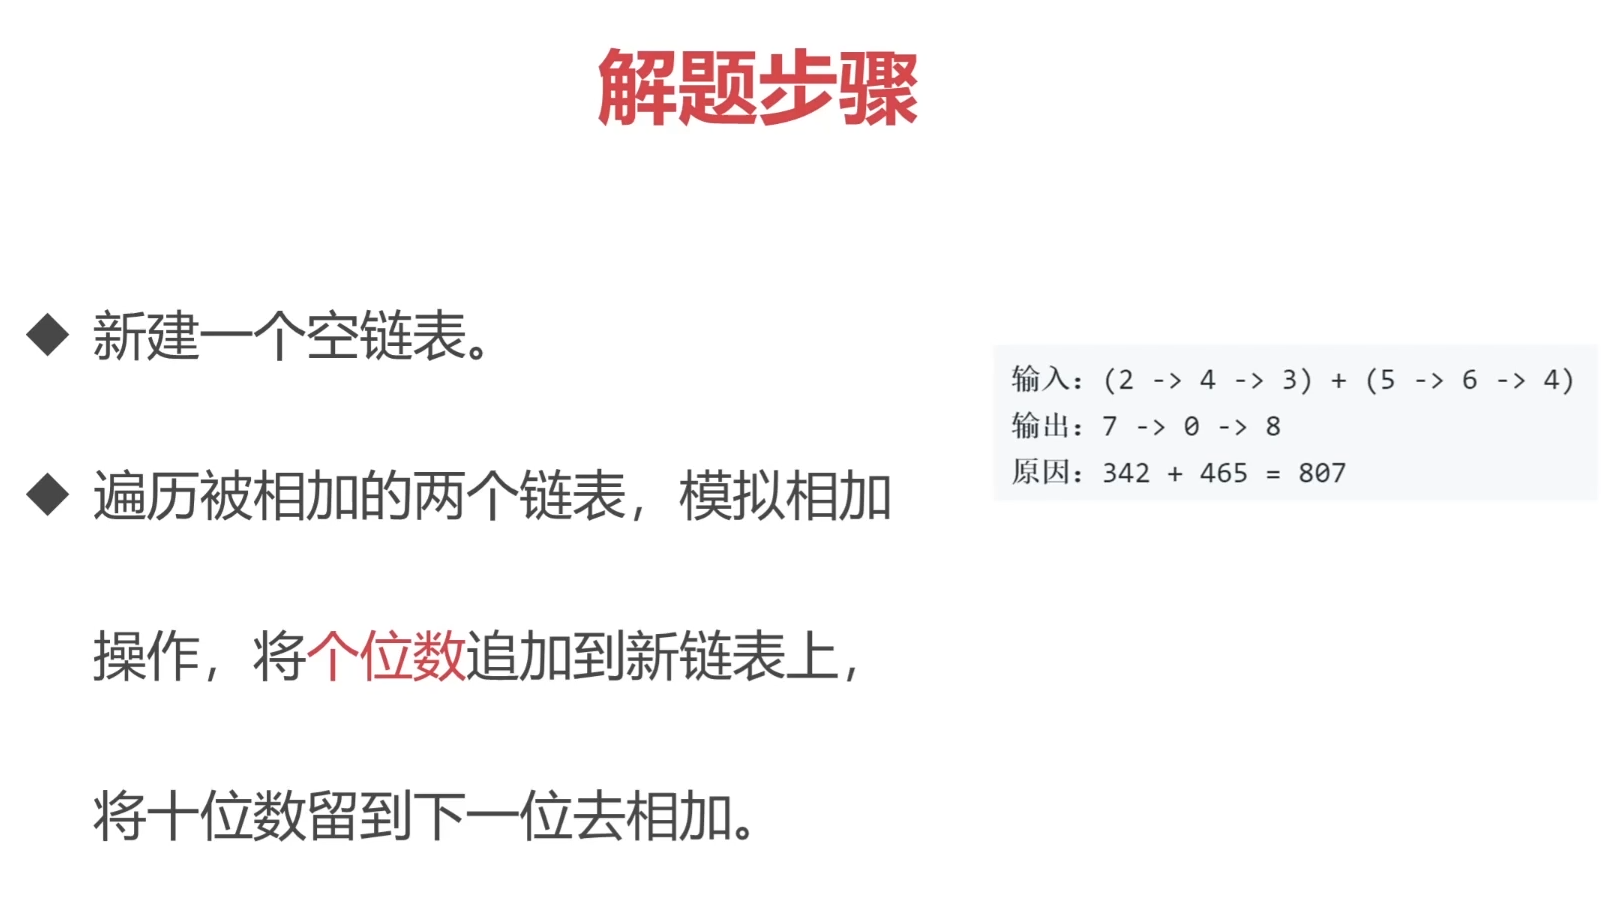 解题步骤
◆ 新建一个空链表。
◆ 遍历被相加的两个链表，模拟相加
操作，将个位数追加到新链表上，
将十位数留到下一位去相加。
输入：(2 -> 4 -> 3) + (5 -> 6 -> 4)
输出：7 -> 0 -> 8
原因：342 + 465 = 807